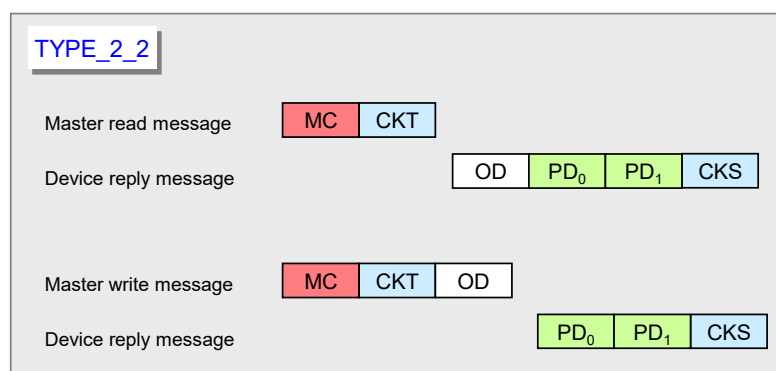 TYPE_2_2
Master read message MC CKT
Device reply message OD PD₀ PD₁ CKS
Master write message MC CKT OD
Device reply message PD₀ PD₁ CKS